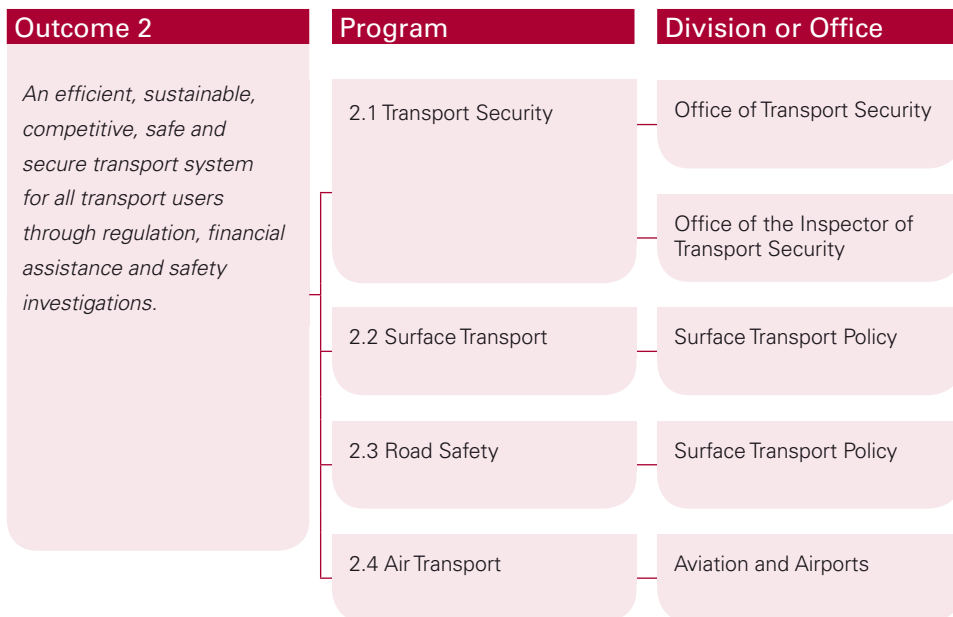 Outcome 2
An efficient, sustainable,
competitive, safe and
secure transport system
for all transport users
through regulation, financial
assistance and safety
investigations.
Program
2.1 Transport Security
2.2 Surface Transport
2.3 Road Safety
2.4 Air Transport
Division or Office
Office of Transport Security
Office of the Inspector of
Transport Security
Surface Transport Policy
Surface Transport Policy
Aviation and Airports